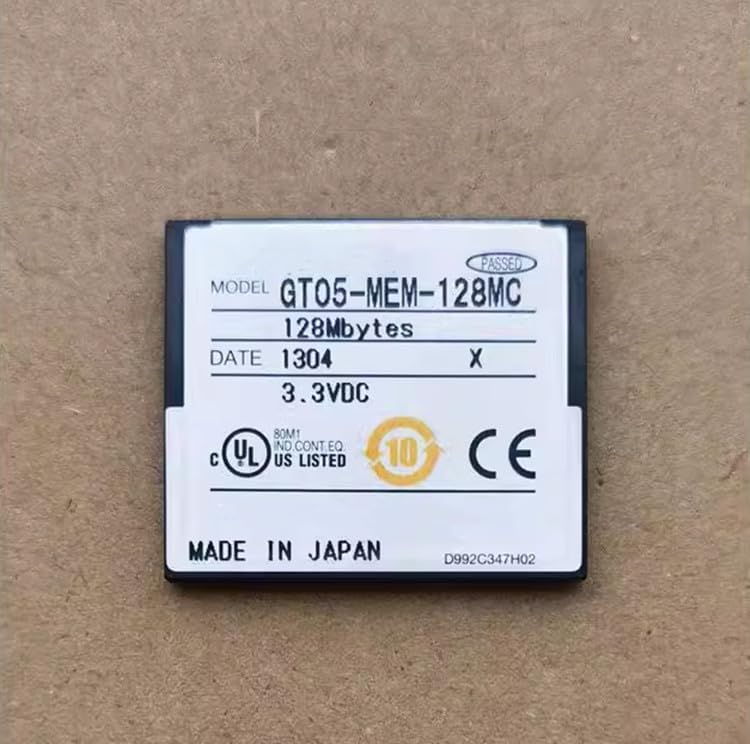 PASSED
MODEL GT05-MEM-128MC
128Mbytes
DATE 1304 X
3.3VDC
C UL ® 80M1
IND.CONT.EQ.
US LISTED
10
CE
MADE IN JAPAN D992C347H02